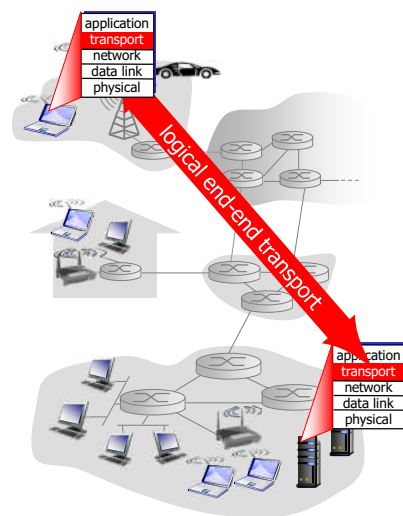 application
transport
network
data link
physical
logical end-end transport
application
transport
network
data link
physical